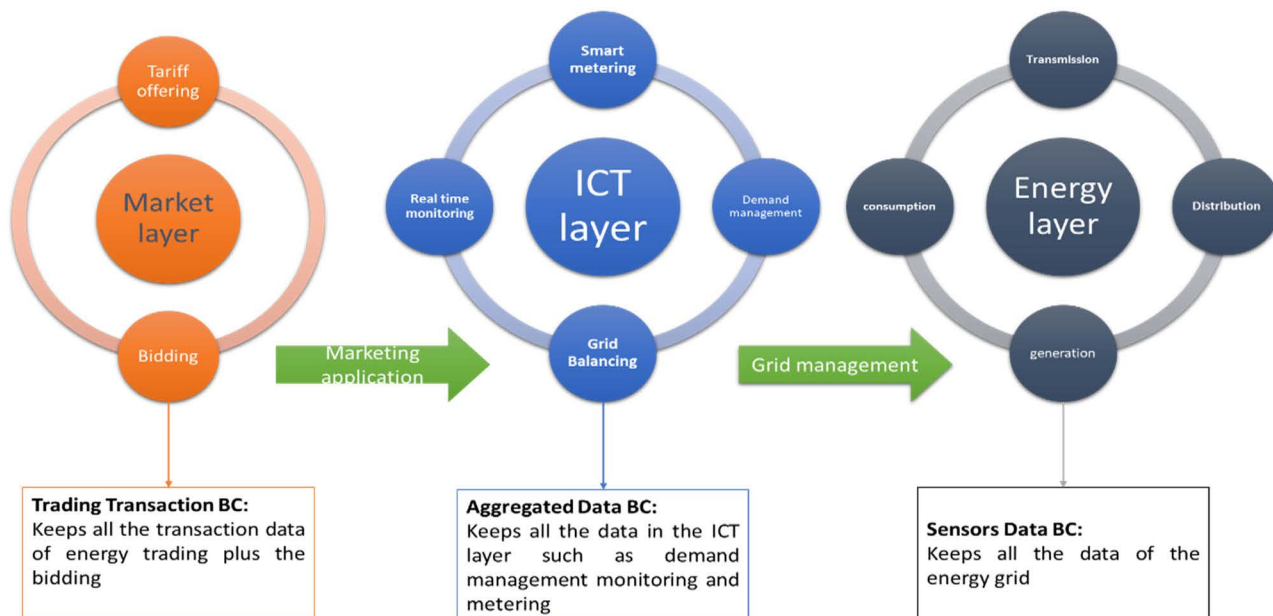 Tariff
offering
Market
layer
Bidding
Marketing
application
Smart
metering
Real time
monitoring
ICT
layer
Demand
management
Grid
Balancing
Grid management
Transmission
consumption
Energy
layer
Distribution
generation
Trading Transaction BC:
Keeps all the transaction data
of energy trading plus the
bidding
Aggregated Data BC:
Keeps all the data in the ICT
layer such as demand
management monitoring and
metering
Sensors Data BC:
Keeps all the data of the
energy grid